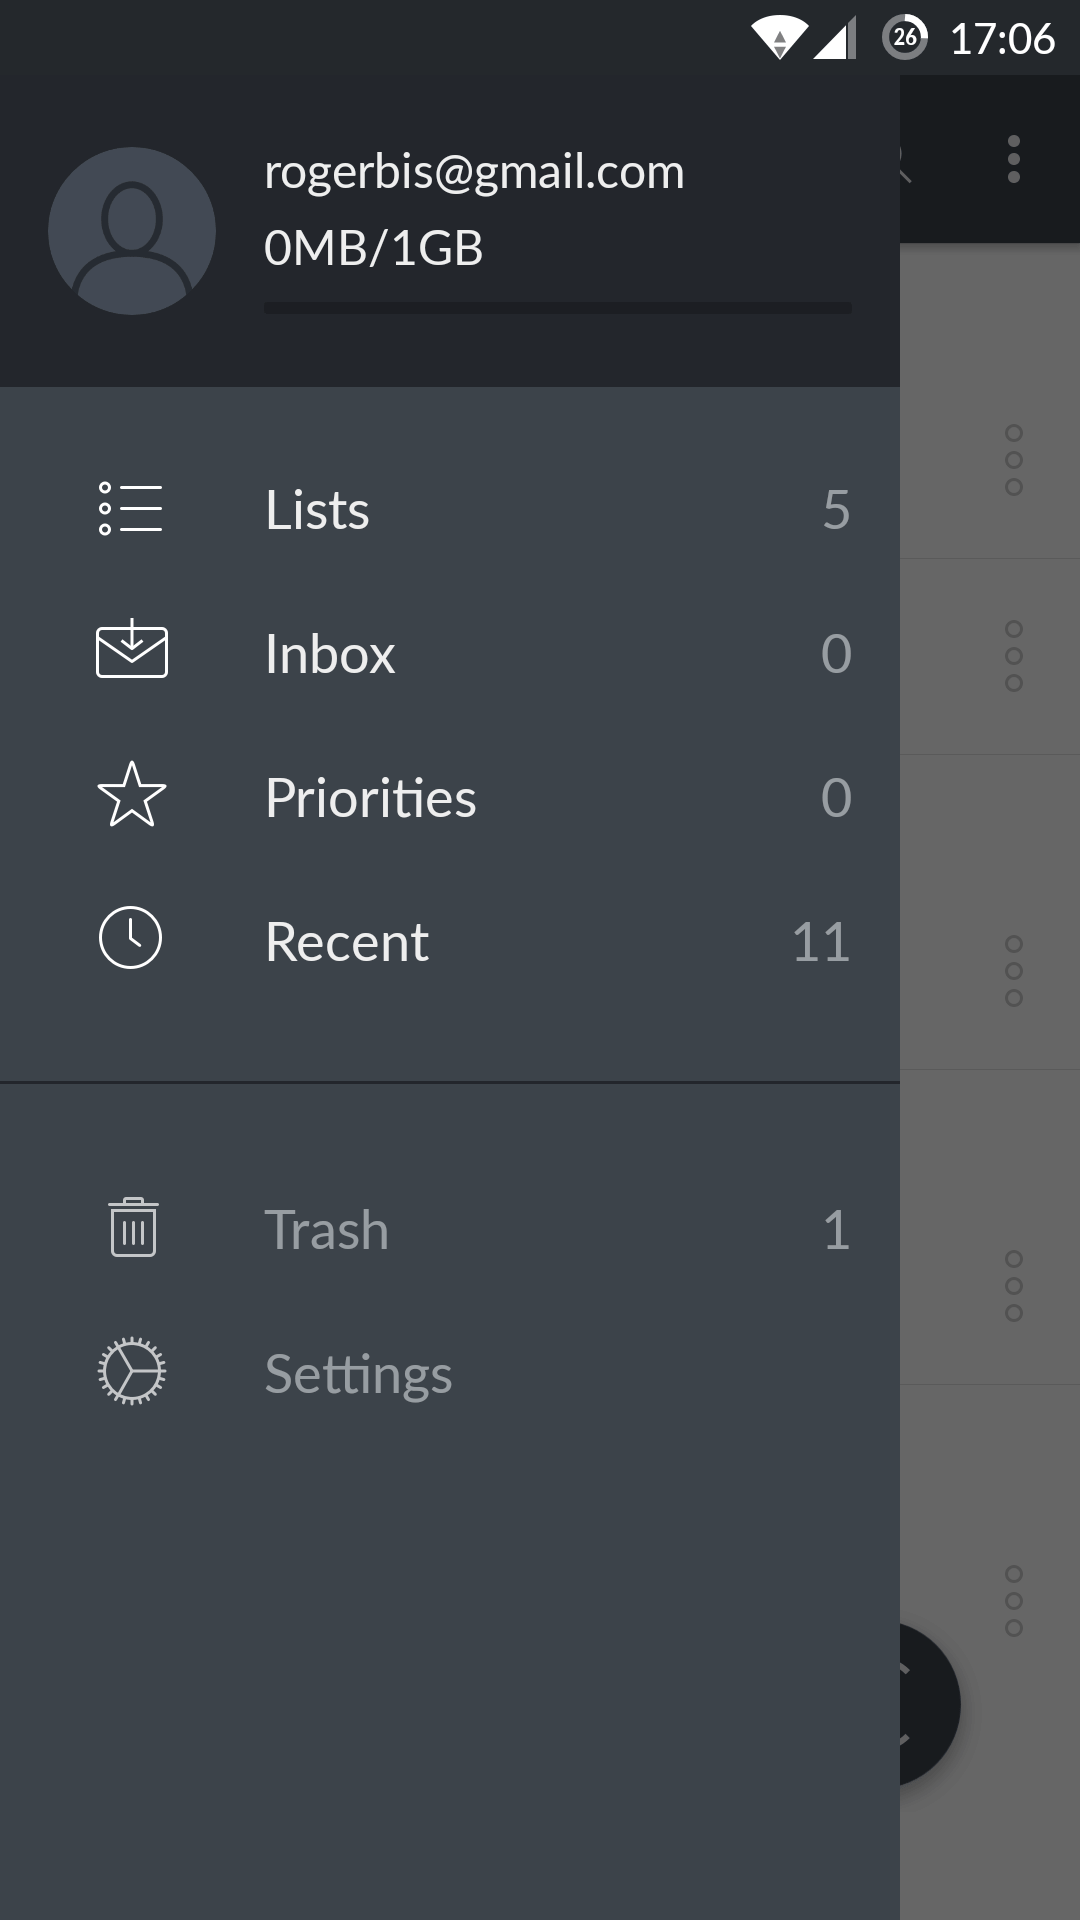 26 17:06
rogerbis@gmail.com
0MB/1GB
Lists 5
Inbox 0
Priorities 0
Recent 11
Trash 1
Settings